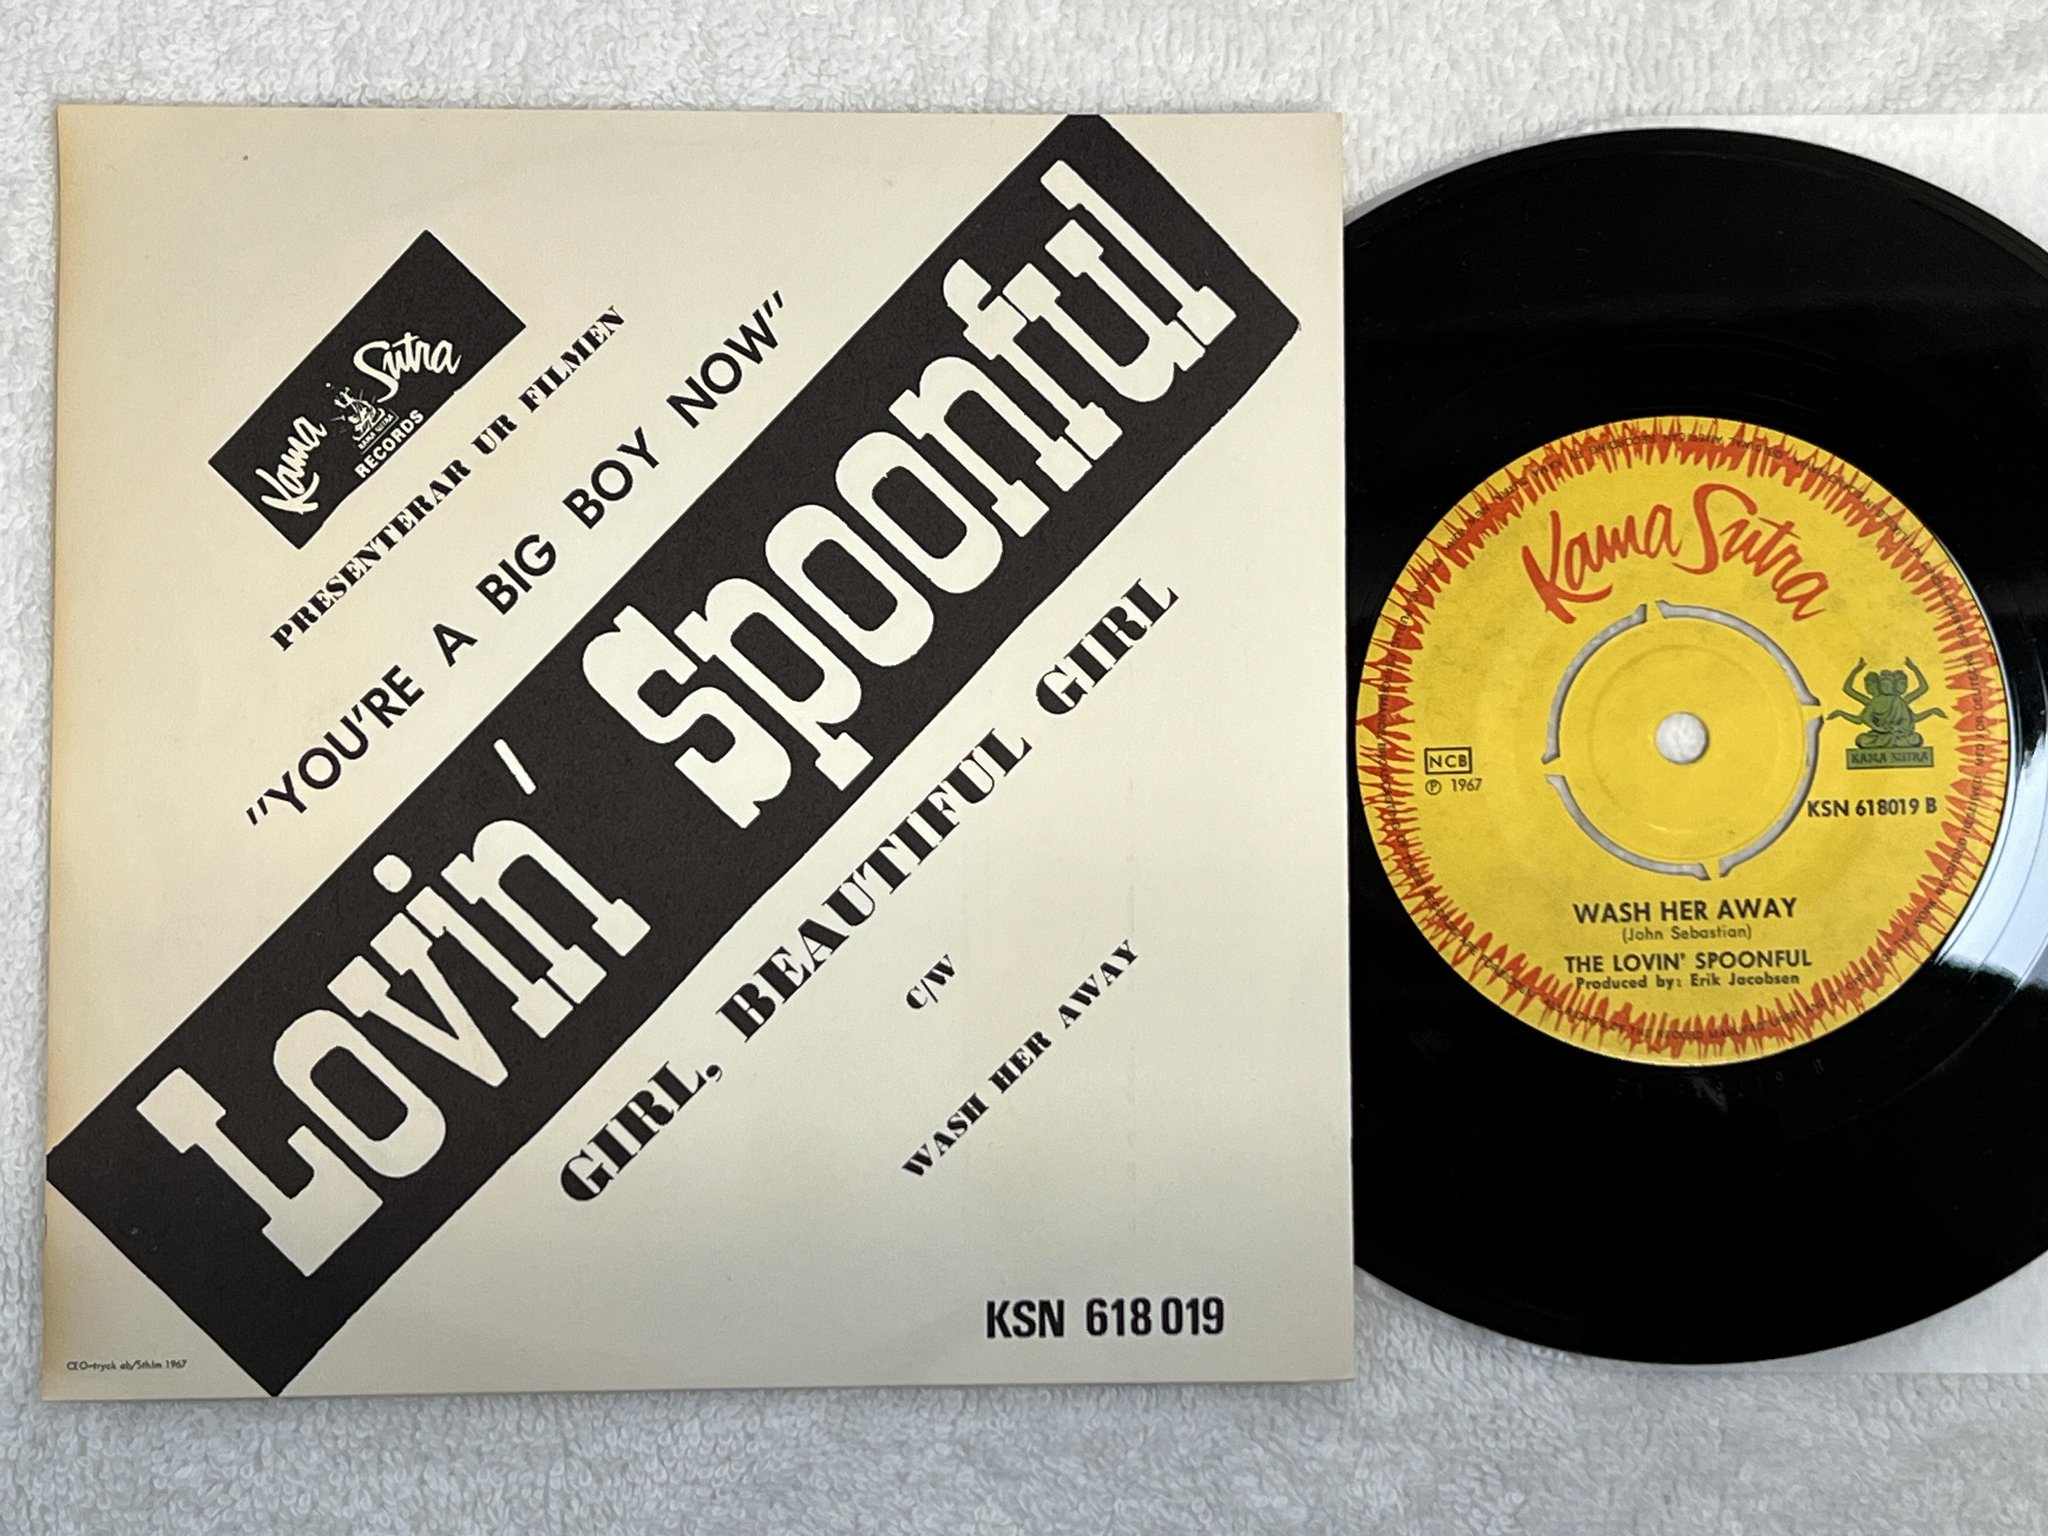 Kama Sutra
KAMA SUTRA
RECORDS
PRESENTERAR UR FILMEN
"YOU'RE A BIG BOY NOW"
Lovin' Spoonful
GIRL, BEAUTIFUL GIRL
c/w
WASH HER AWAY
KSN 618 019
Kama Sutra
KAMA SUTRA
NCB
℗ 1967
KSN 618019 B
WASH HER AWAY
(John Sebastian)
THE LOVIN' SPOONFUL
Produced by: Erik Jacobsen